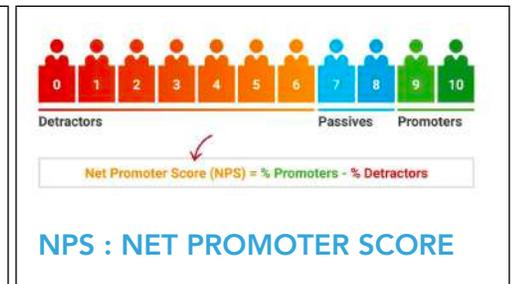 0 1 2 3 4 5 6 7 8 9 10
Detractors Passives Promoters
Net Promoter Score (NPS) = % Promoters - % Detractors
NPS : NET PROMOTER SCORE